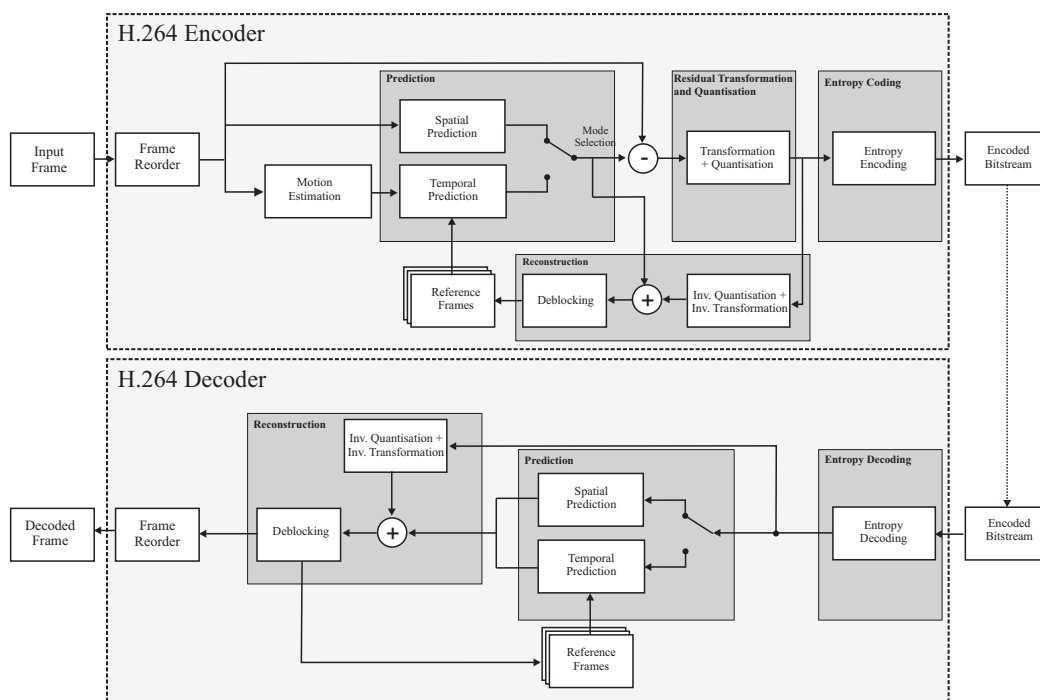 H.264 Encoder
Prediction
Residual Transformation
and Quantisation
Entropy Coding
Spatial
Prediction
Mode
Selection
Input
Frame
Frame
Reorder
-
Transformation
+ Quantisation
Entropy
Encoding
Encoded
Bitstream
Motion
Estimation
Temporal
Prediction
Reconstruction
Reference
Frames
Deblocking
+
Inv. Quantisation +
Inv. Transformation
H.264 Decoder
Reconstruction
Inv. Quantisation +
Inv. Transformation
Prediction
Entropy Decoding
Spatial
Prediction
Decoded
Frame
Frame
Reorder
Deblocking
+
Entropy
Decoding
Encoded
Bitstream
Temporal
Prediction
Reference
Frames